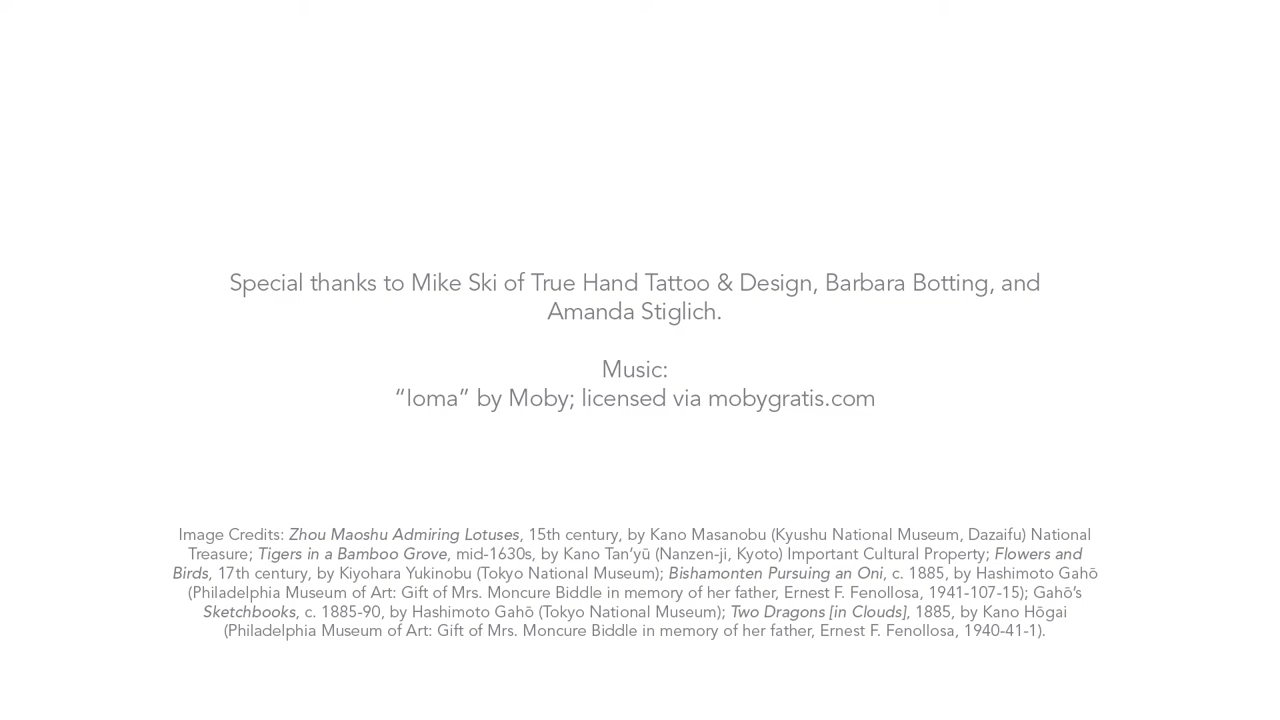 Special thanks to Mike Ski of True Hand Tattoo & Design, Barbara Botting, and
Amanda Stiglich.
Music:
“Ioma” by Moby; licensed via mobygratis.com
Image Credits: Zhou Maoshu Admiring Lotuses, 15th century, by Kano Masanobu (Kyushu National Museum, Dazaifu) National
Treasure; Tigers in a Bamboo Grove, mid-1630s, by Kano Tan’yū (Nanzen-ji, Kyoto) Important Cultural Property; Flowers and
Birds, 17th century, by Kiyohara Yukinobu (Tokyo National Museum); Bishamonten Pursuing an Oni, c. 1885, by Hashimoto Gahō
(Philadelphia Museum of Art: Gift of Mrs. Moncure Biddle in memory of her father, Ernest F. Fenollosa, 1941-107-15); Gahō’s
Sketchbooks, c. 1885-90, by Hashimoto Gahō (Tokyo National Museum); Two Dragons [in Clouds], 1885, by Kano Hōgai
(Philadelphia Museum of Art: Gift of Mrs. Moncure Biddle in memory of her father, Ernest F. Fenollosa, 1940-41-1).